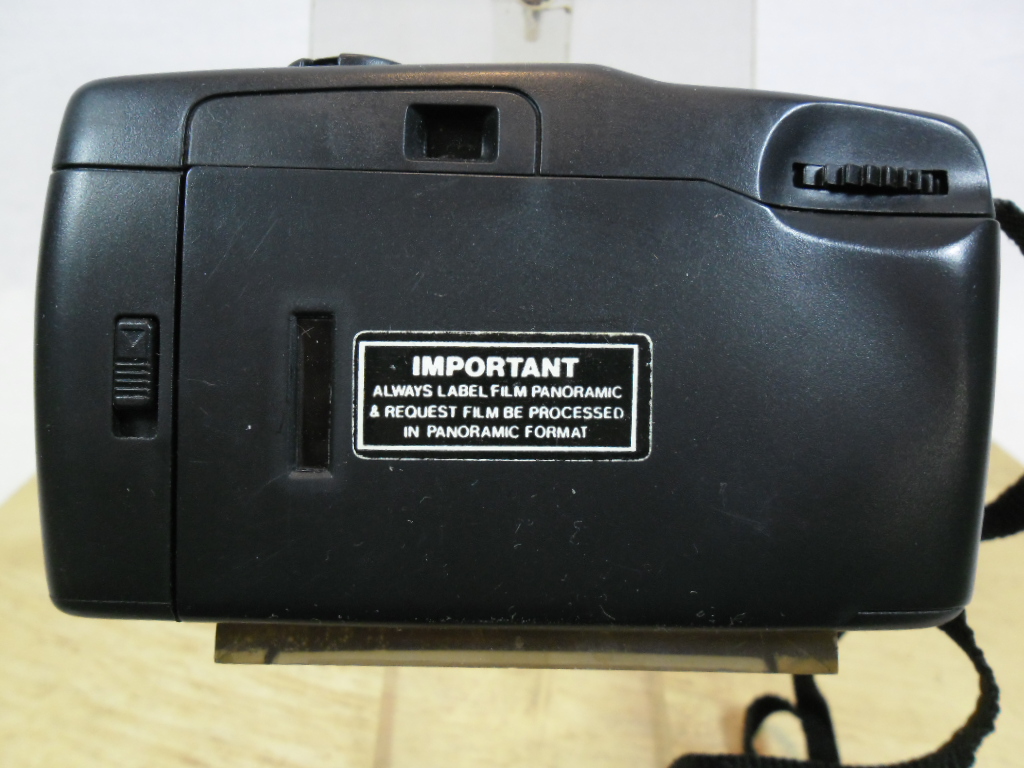 IMPORTANT
ALWAYS LABEL FILM PANORAMIC
& REQUEST FILM BE PROCESSED
IN PANORAMIC FORMAT